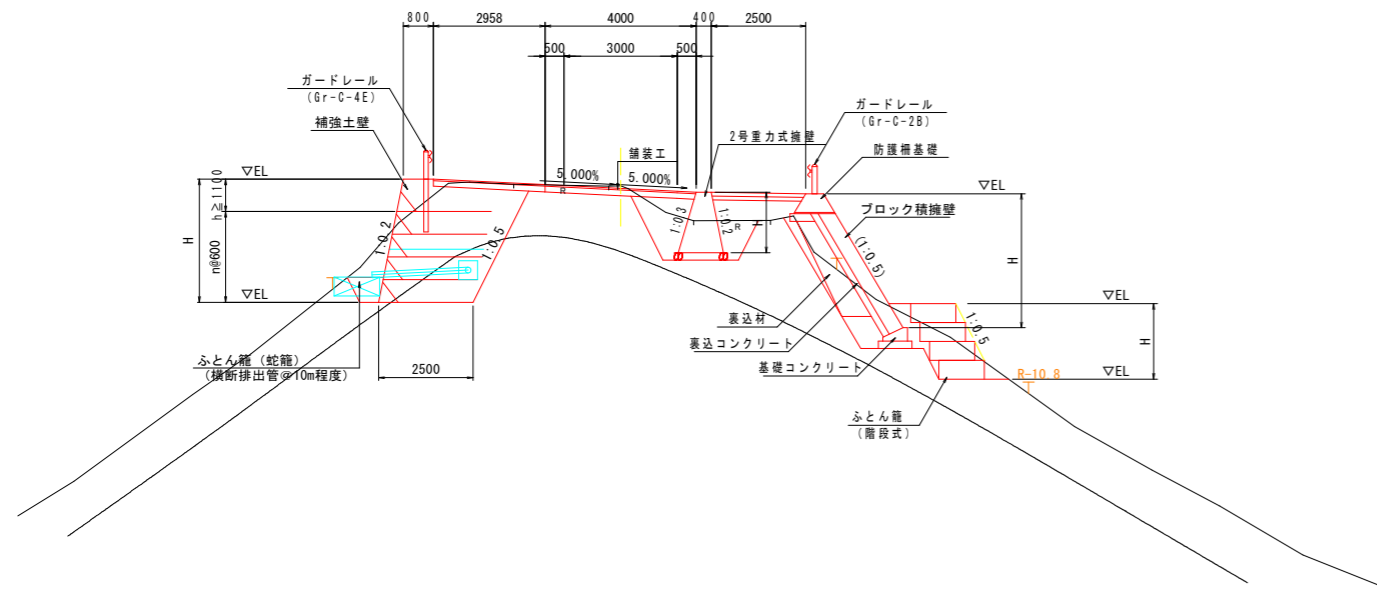 800
2958
4000
400
2500
500
3000
500
ガードレール
(Gr-C-4E)
補強土壁
ガードレール
(Gr-C-2B)
2号重力式擁壁
防護柵基礎
舗装工
▽EL
5.000%
5.000%
▽EL
R
ブロック積擁壁
h≧1100
H
n@600
1:0.2
1:0.5
1:0.3
1:0.2
R
H
(1:0.5)
H
▽EL
▽EL
1:0.5
H
裏込材
裏込コンクリート
基礎コンクリート
ふとん籠(蛇籠)
(横断排出管@10m程度)
2500
R-10.8
▽EL
ふとん籠
(階段式)